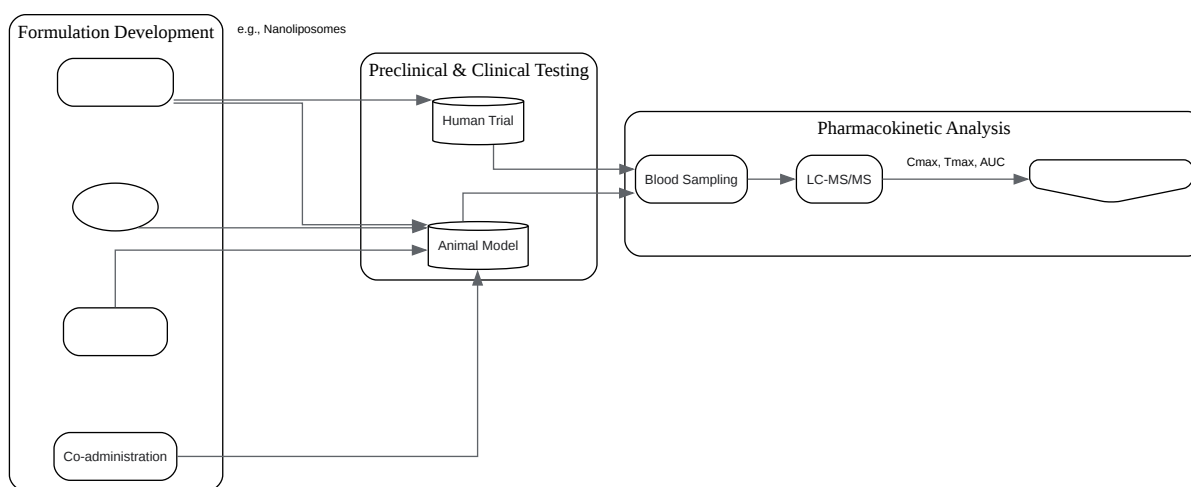 Formulation Development
e.g., Nanoliposomes
Preclinical & Clinical Testing
Human Trial
Animal Model
Co-administration
Pharmacokinetic Analysis
Blood Sampling
LC-MS/MS
Cmax, Tmax, AUC